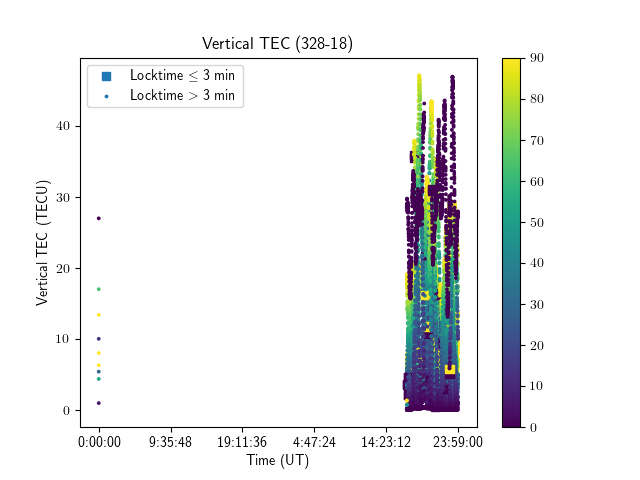 Vertical TEC (328-18)
Locktime ≤ 3 min
Locktime > 3 min
Vertical TEC (TECU)
40
30
20
10
0
0:00:00 9:35:48 19:11:36 4:47:24 14:23:12 23:59:00
Time (UT)
90
80
70
60
50
40
30
20
10
0